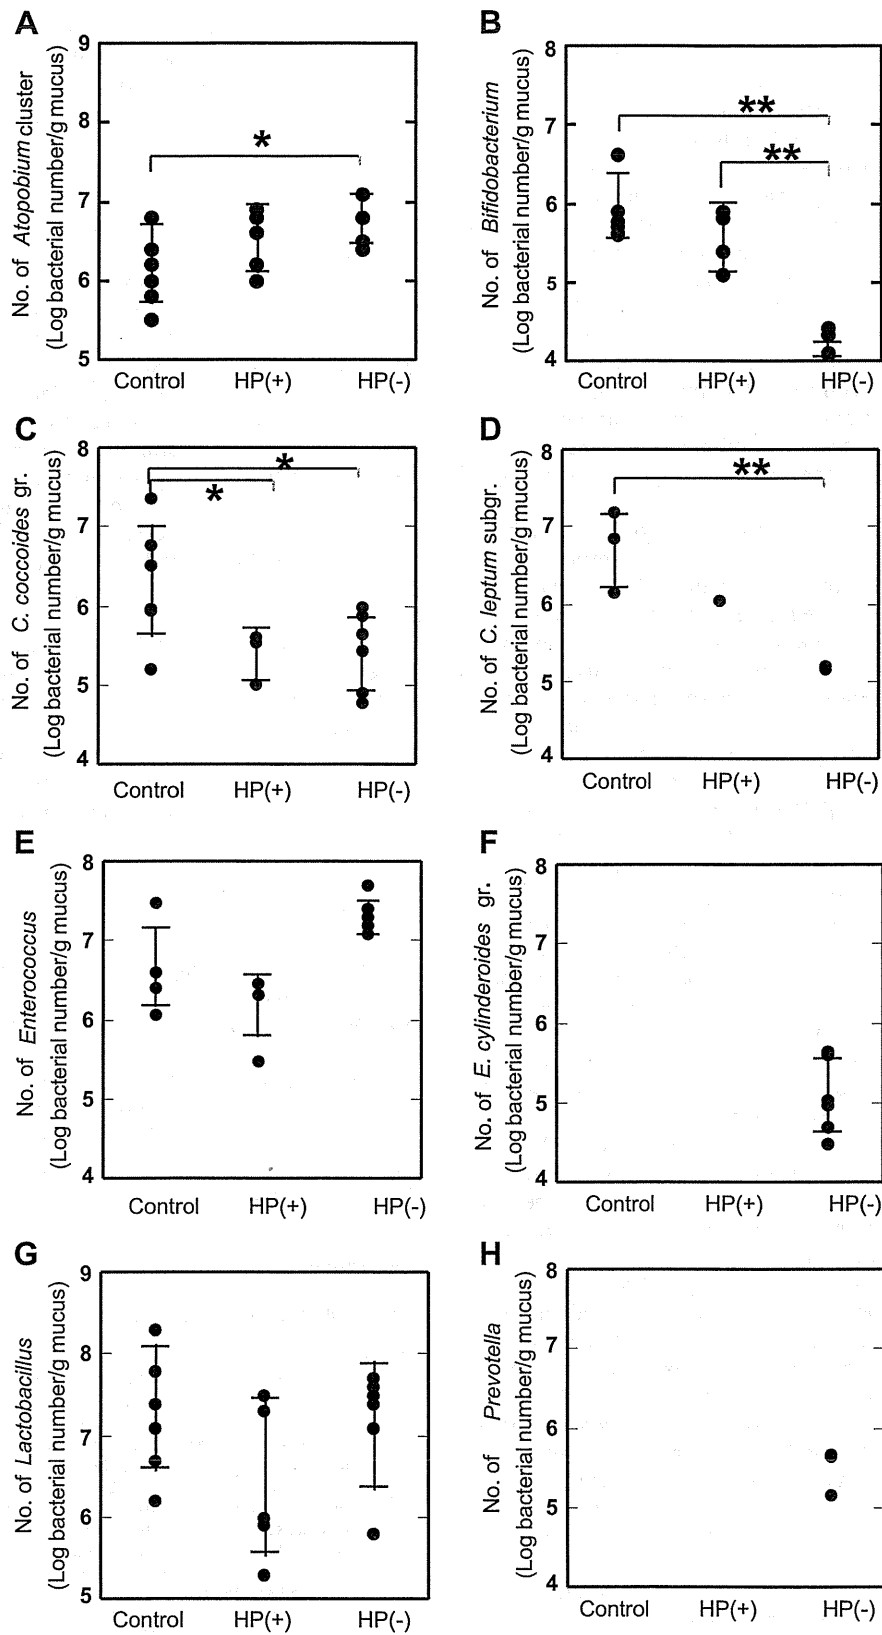 A
No. of Atopobium cluster
(Log bacterial number/g mucus)
9
8
7
6
5
*
Control HP(+) HP(-)
B
No. of Bifidobacterium
(Log bacterial number/g mucus)
8
7
6
5
4
**
**
Control HP(+) HP(-)
C
No. of C. coccoides gr.
(Log bacterial number/g mucus)
8
7
6
5
4
*
*
Control HP(+) HP(-)
D
No. of C. leptum subgr.
(Log bacterial number/g mucus)
8
7
6
5
4
**
Control HP(+) HP(-)
E
No. of Enterococcus
(Log bacterial number/g mucus)
8
7
6
5
4
Control HP(+) HP(-)
F
No. of E. cylinderoides gr.
(Log bacterial number/g mucus)
8
7
6
5
4
Control HP(+) HP(-)
G
No. of Lactobacillus
(Log bacterial number/g mucus)
9
8
7
6
5
Control HP(+) HP(-)
H
No. of Prevotella
(Log bacterial number/g mucus)
8
7
6
5
4
Control HP(+) HP(-)